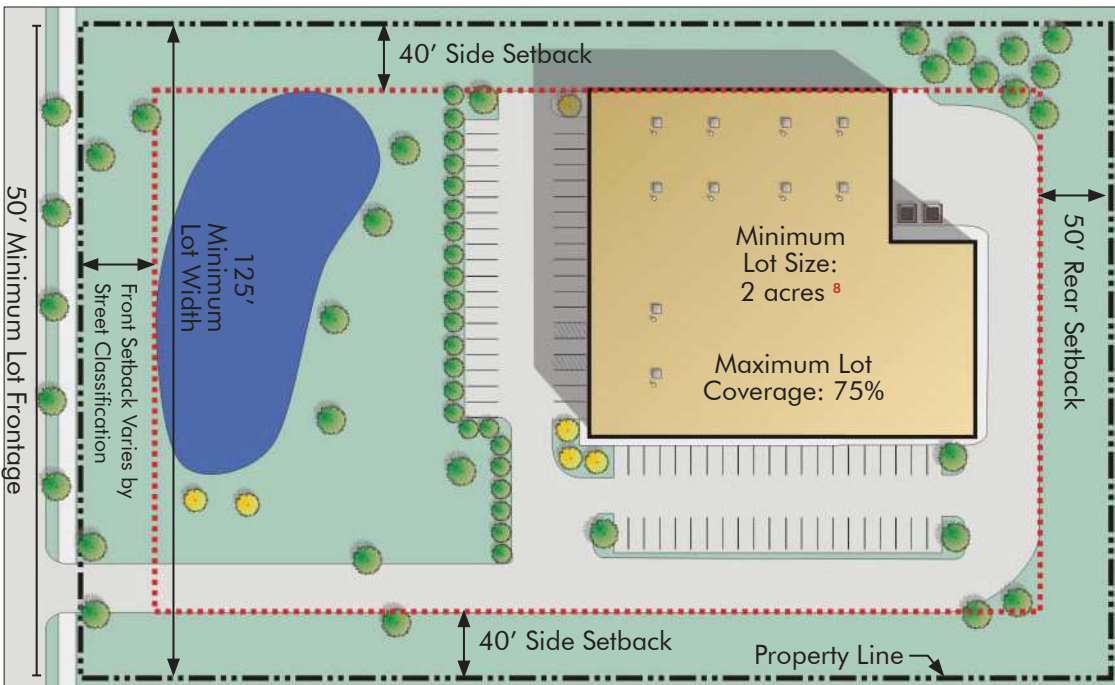 40’ Side Setback
50’ Minimum Lot Frontage
Front Setback Varies by
Street Classification
125’
Minimum
Lot Width
Minimum
Lot Size:
2 acres 8
Maximum Lot
Coverage: 75%
50’ Rear Setback
40’ Side Setback
Property Line